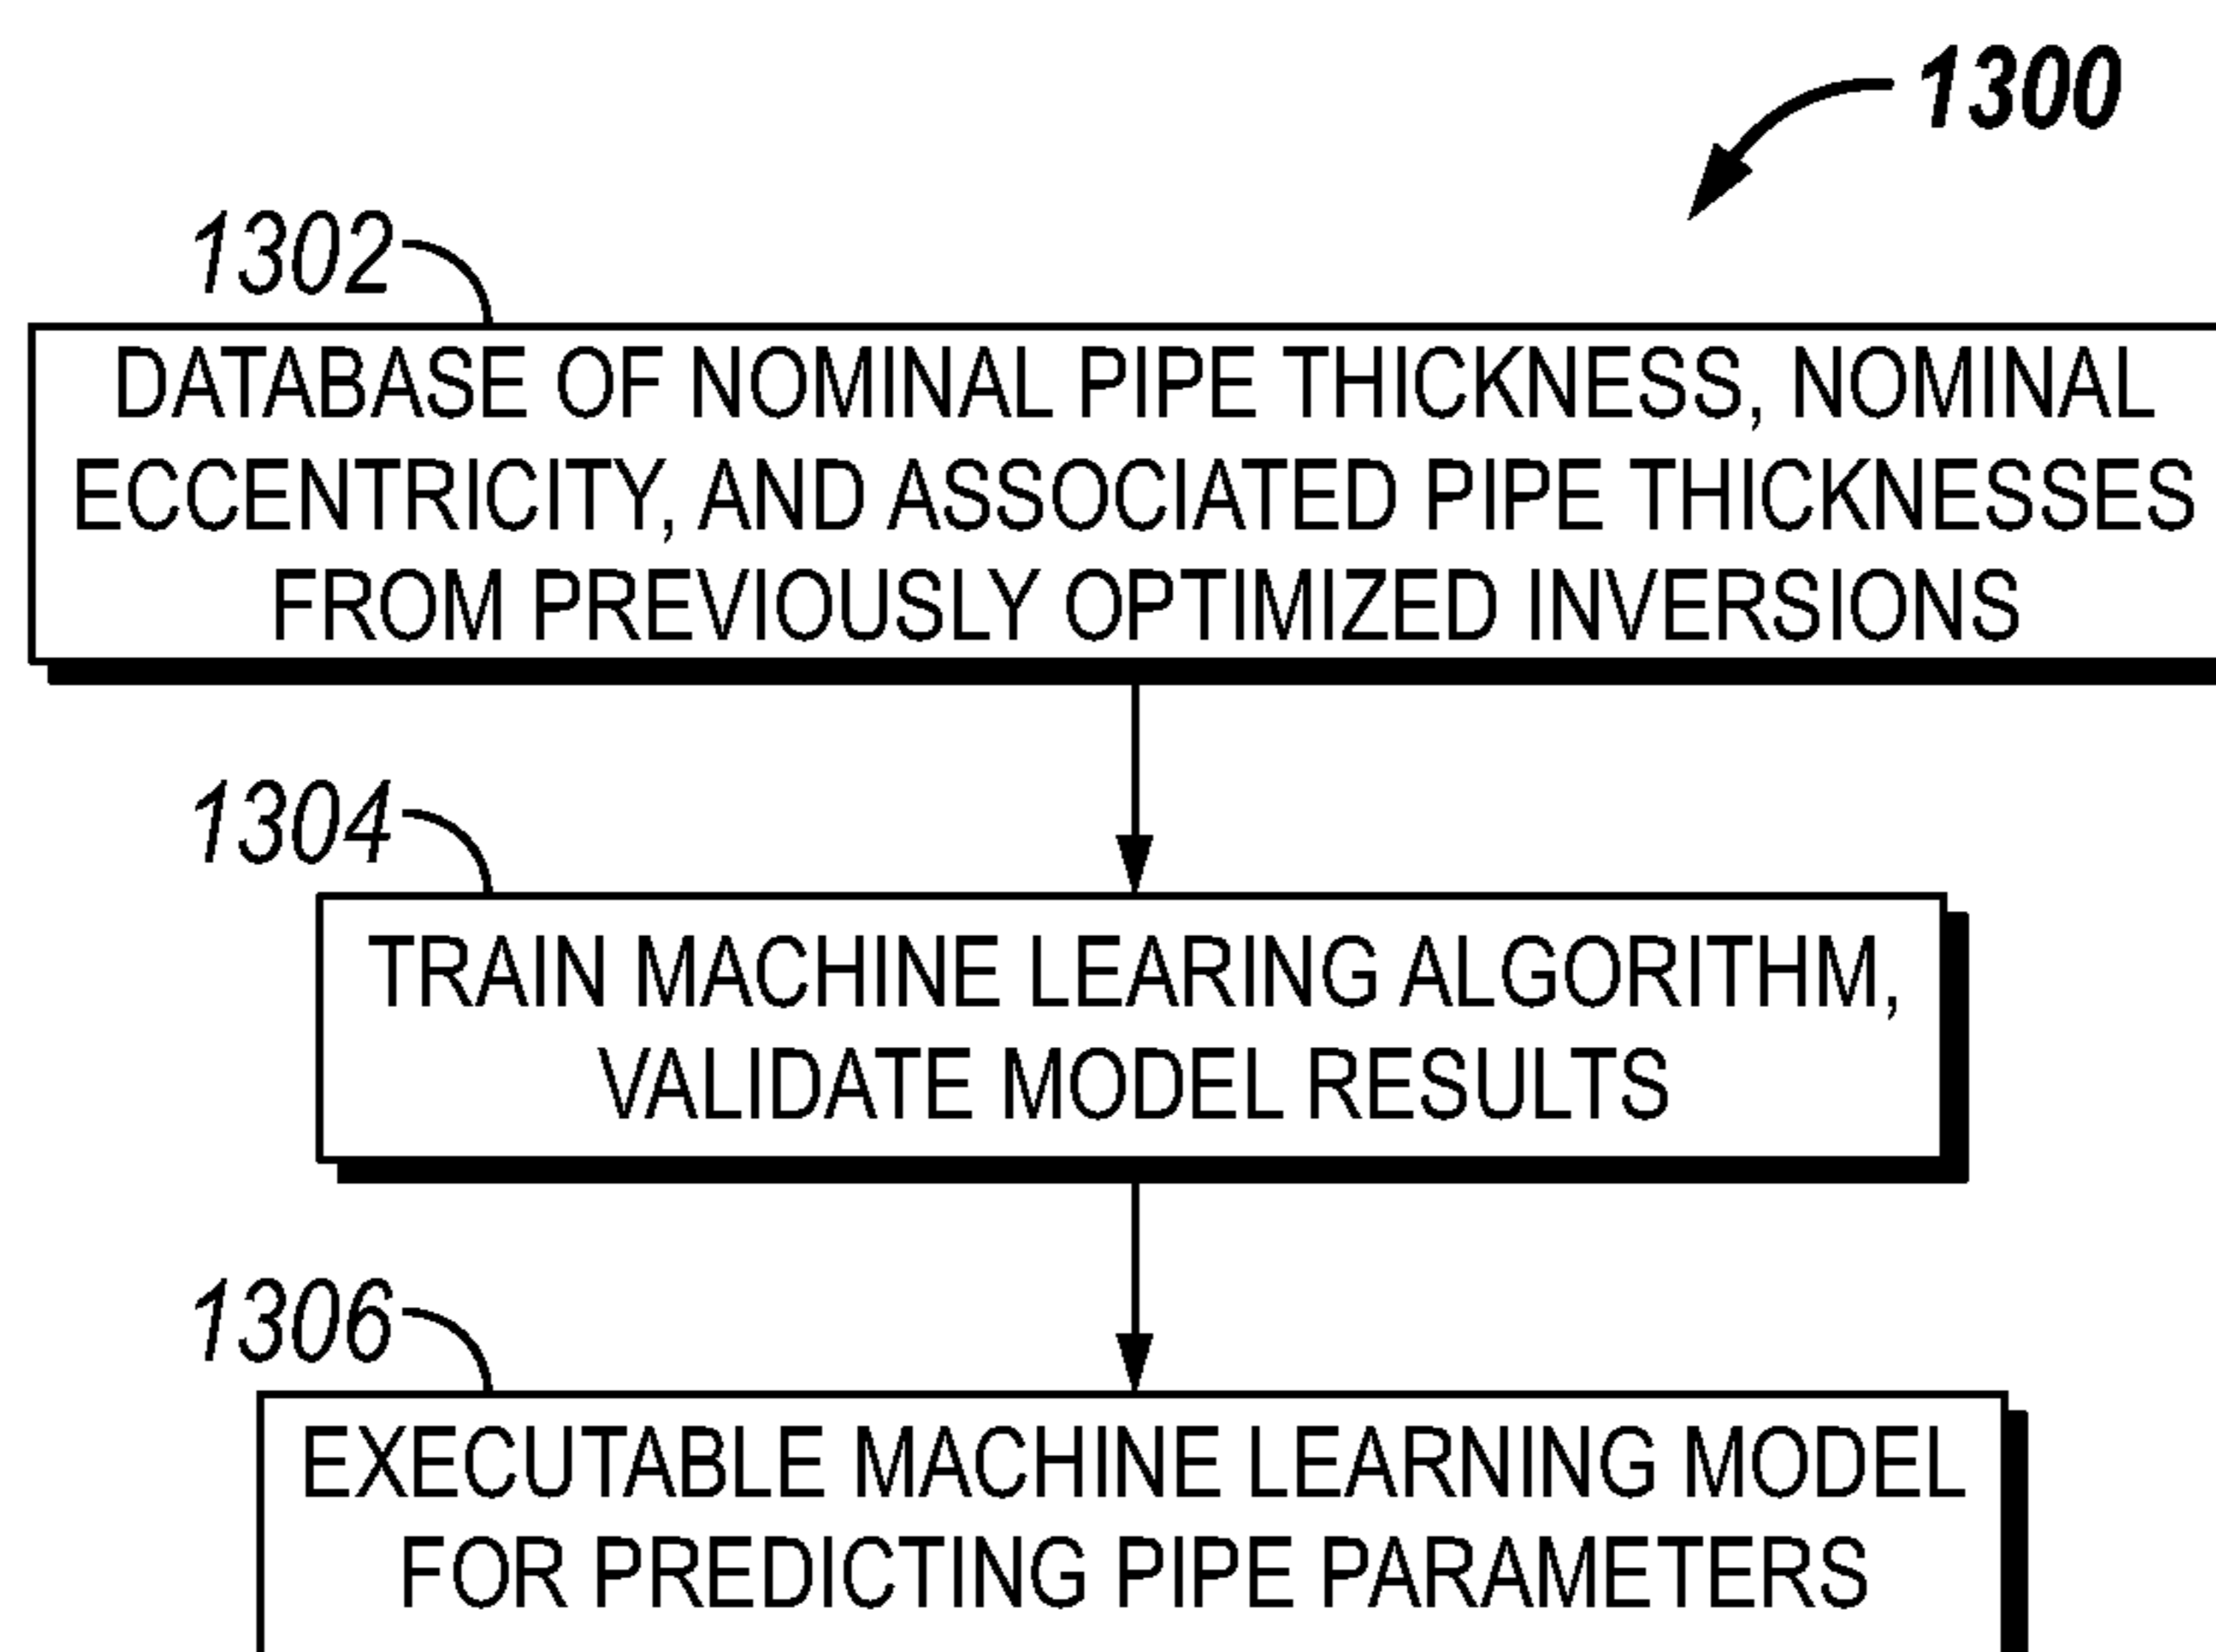 1300
1302
DATABASE OF NOMINAL PIPE THICKNESS, NOMINAL
ECCENTRICITY, AND ASSOCIATED PIPE THICKNESSES
FROM PREVIOUSLY OPTIMIZED INVERSIONS
1304
TRAIN MACHINE LEARING ALGORITHM,
VALIDATE MODEL RESULTS
1306
EXECUTABLE MACHINE LEARNING MODEL
FOR PREDICTING PIPE PARAMETERS